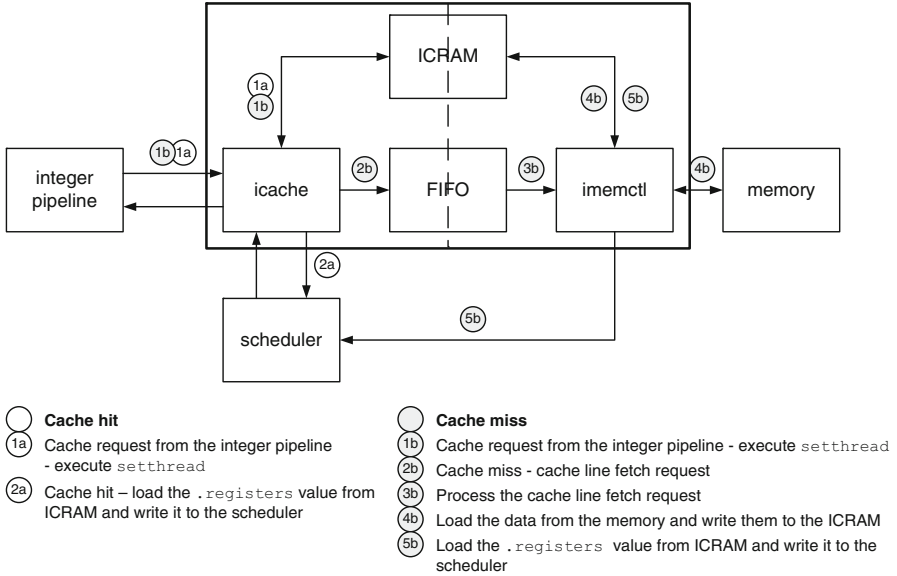 ICRAM
1a
1b
4b
5b
1b 1a
2b
3b
4b
integer
pipeline
icache
FIFO
imemctl
memory
2a
5b
scheduler
Cache hit
1a Cache request from the integer pipeline
- execute setthread
2a Cache hit – load the .registers value from
ICRAM and write it to the scheduler
Cache miss
1b Cache request from the integer pipeline - execute setthread
2b Cache miss - cache line fetch request
3b Process the cache line fetch request
4b Load the data from the memory and write them to the ICRAM
5b Load the .registers value from ICRAM and write it to the
scheduler